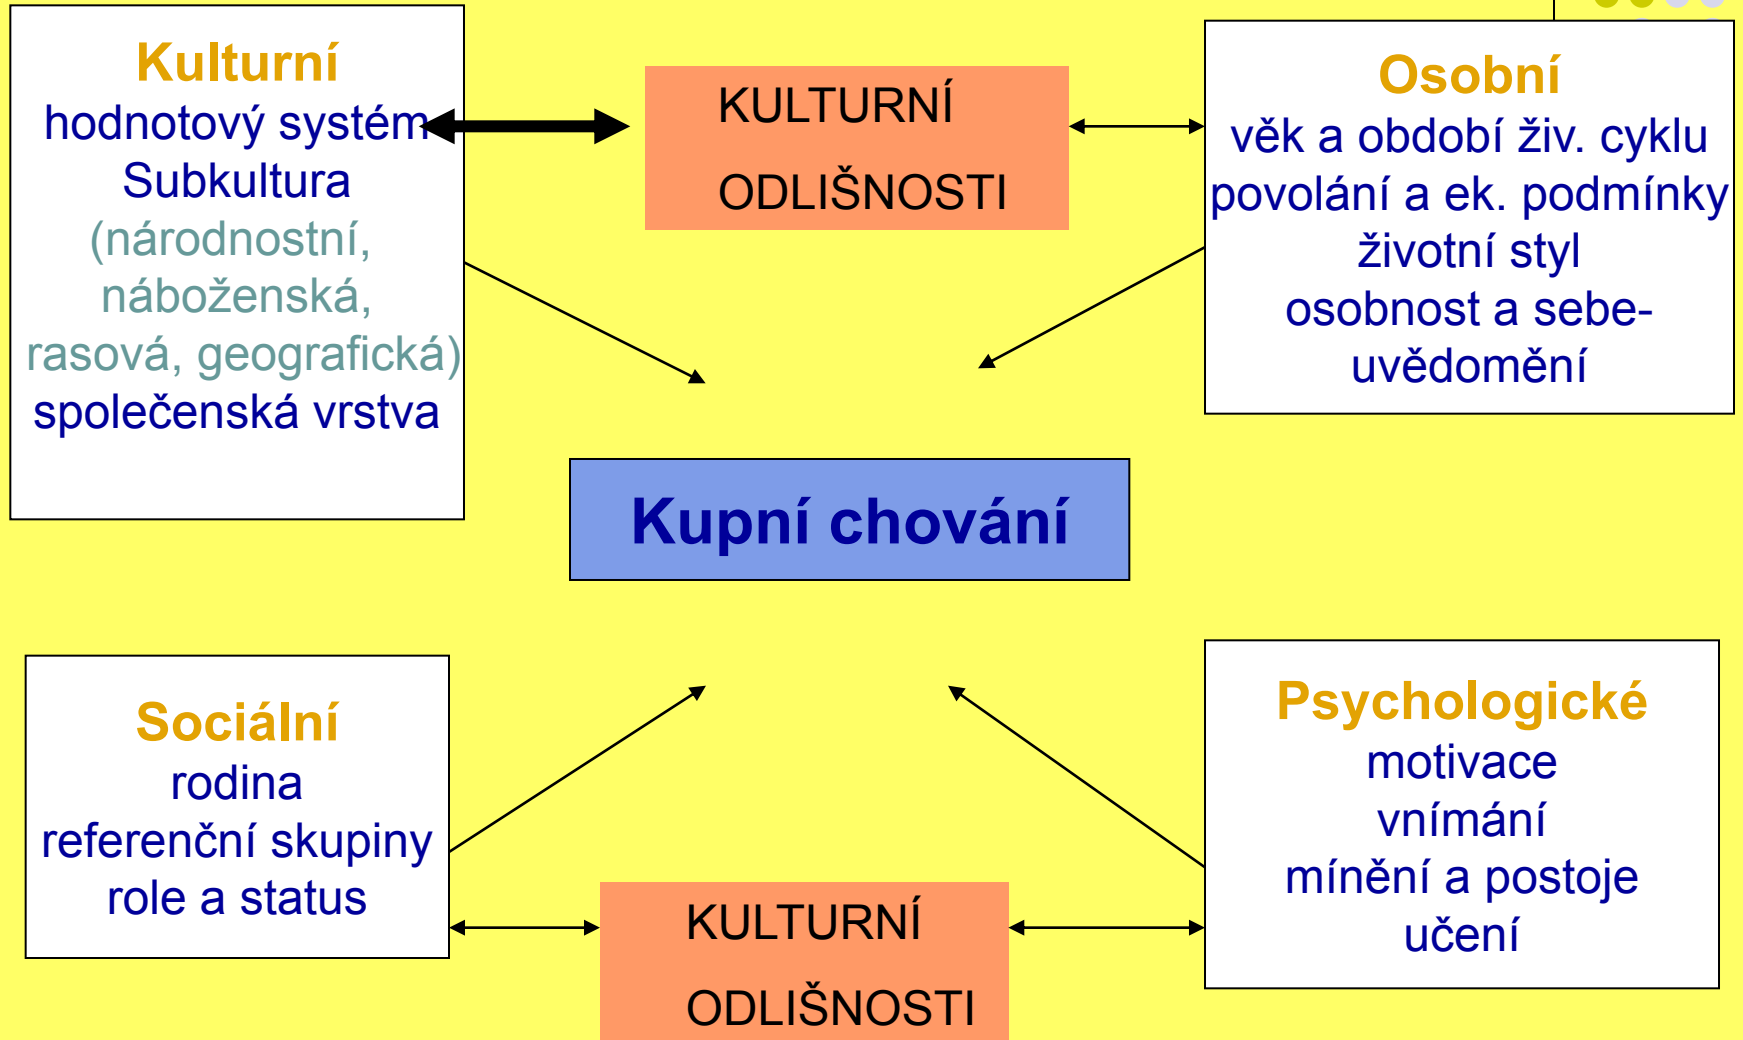 Kulturní
hodnotový systém
Subkultura
(národnostní,
náboženská,
rasová, geografická)
společenská vrstva
KULTURNÍ
ODLIŠNOSTI
Osobní
věk a období živ. cyklu
povolání a ek. podmínky
životní styl
osobnost a sebe-
uvědomění
Kupní chování
Sociální
rodina
referenční skupiny
role a status
KULTURNÍ
ODLIŠNOSTI
Psychologické
motivace
vnímání
mínění a postoje
učení